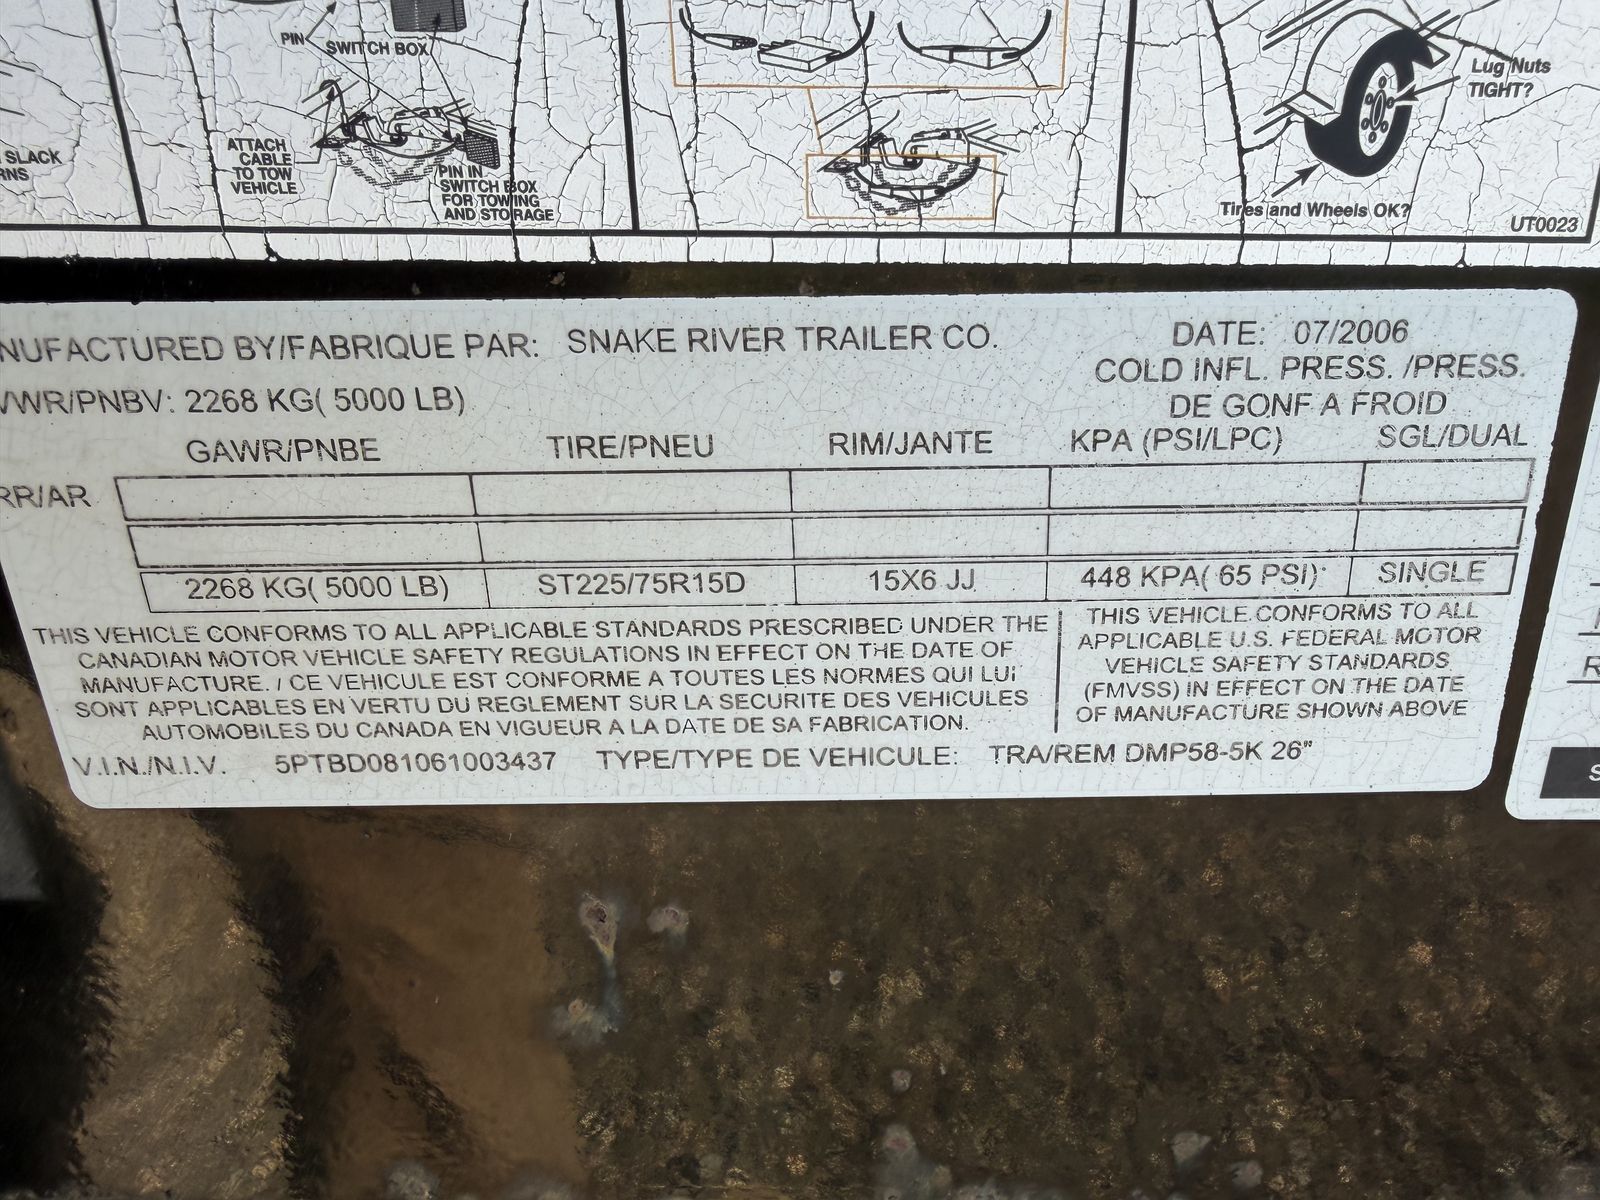 PIN
SWITCH BOX
ATTACH
CABLE
TO TOW
VEHICLE
PIN IN
SWITCH BOX
FOR TOWING
AND STORAGE
SLACK
RNS
Lug Nuts
TIGHT?
Tires and Wheels OK?
UT0023
NUFACTURED BY/FABRIQUE PAR: SNAKE RIVER TRAILER CO. DATE: 07/2006
VWR/PNBV: 2268 KG( 5000 LB) COLD INFL. PRESS. /PRESS.
DE GONF A FROID
GAWR/PNBE TIRE/PNEU RIM/JANTE KPA (PSI/LPC) SGL/DUAL
RR/AR
2268 KG( 5000 LB) ST225/75R15D 15X6 JJ 448 KPA( 65 PSI) SINGLE
THIS VEHICLE CONFORMS TO ALL APPLICABLE STANDARDS PRESCRIBED UNDER THE
CANADIAN MOTOR VEHICLE SAFETY REGULATIONS IN EFFECT ON THE DATE OF
MANUFACTURE. / CE VEHICULE EST CONFORME A TOUTES LES NORMES QUI LUI
SONT APPLICABLES EN VERTU DU REGLEMENT SUR LA SECURITE DES VEHICULES
AUTOMOBILES DU CANADA EN VIGUEUR A LA DATE DE SA FABRICATION.
THIS VEHICLE CONFORMS TO ALL
APPLICABLE U.S. FEDERAL MOTOR
VEHICLE SAFETY STANDARDS
(FMVSS) IN EFFECT ON THE DATE
OF MANUFACTURE SHOWN ABOVE
V.I.N./N.I.V. 5PTBD081061003437 TYPE/TYPE DE VEHICULE: TRA/REM DMP58-5K 26"